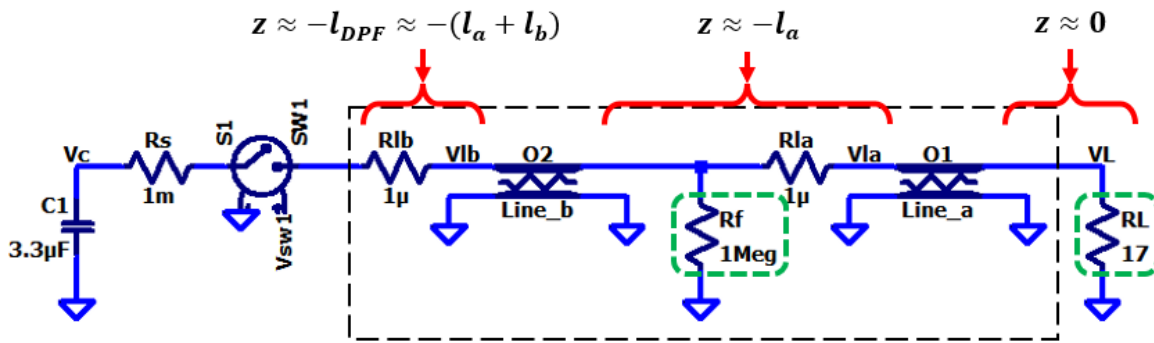 z ≈ −l_DPF ≈ −(l_a + l_b)
z ≈ −l_a
z ≈ 0
S1
SW1
Vc
Rs
Rlb
Vlb
O2
Rla
Vla
O1
VL
1m
1µ
Line_b
1µ
Line_a
C1
Vsw1
Rf
RL
3.3µF
1Meg
17